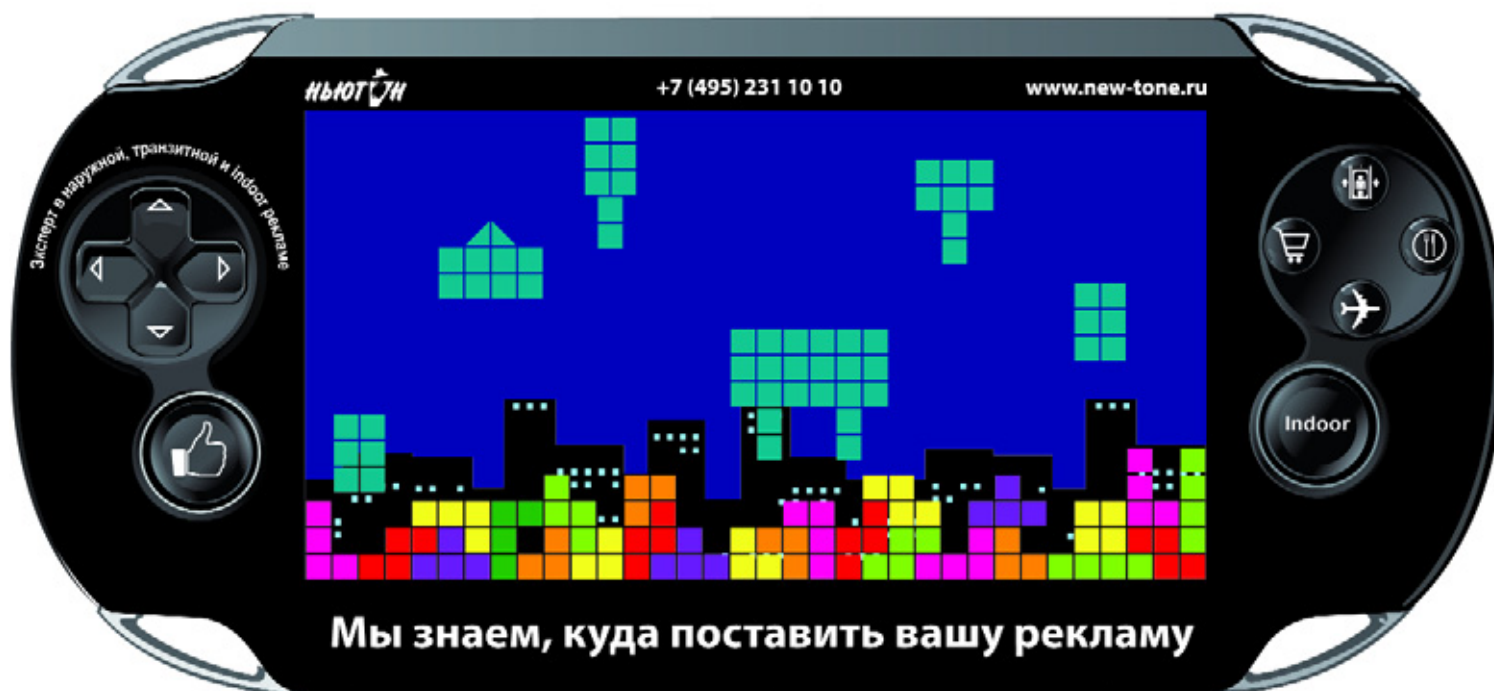 НЬЮТОН
+7 (495) 231 10 10
www.new-tone.ru
Эксперт в наружной, транзитной и indoor рекламе
Indoor
Мы знаем, куда поставить вашу рекламу